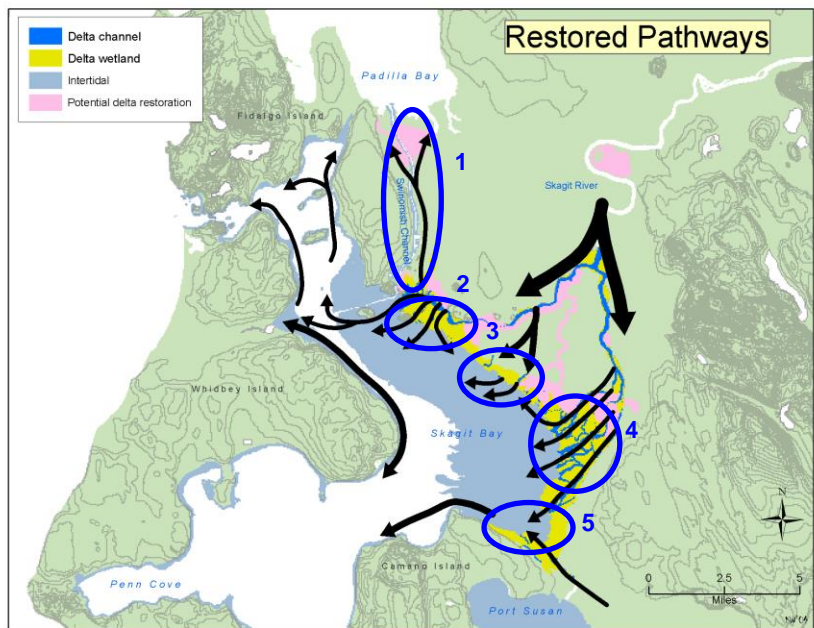 Restored Pathways
Delta channel
Delta wetland
Intertidal
Potential delta restoration
Padilla Bay
Fidalgo Island
1
Swinomish Channel
Skagit River
2
3
Whidbey Island
Skagit Bay
4
5
Penn Cove
Camano Island
Port Susan
N
0 2.5 5
Miles